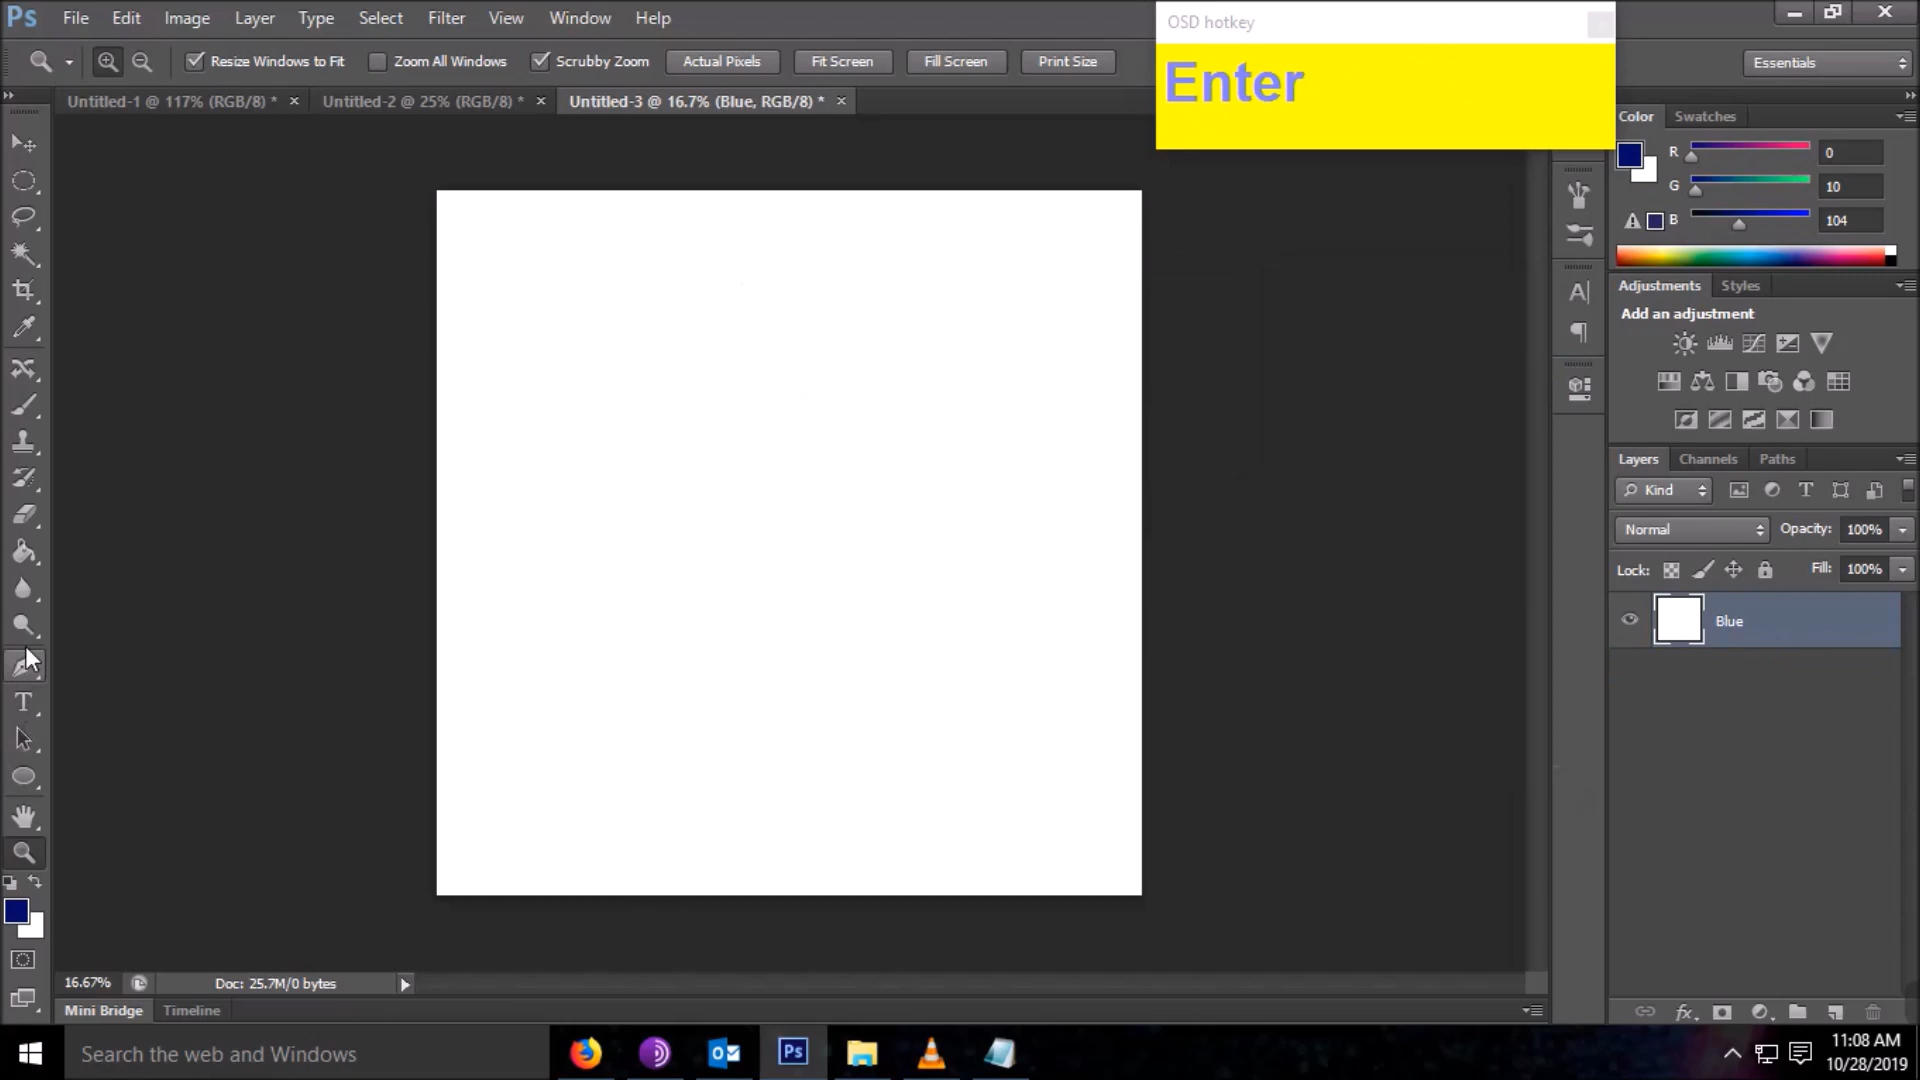 Ps File Edit Image Layer Type Select Filter View Window Help
OSD hotkey
Enter
Resize Windows to Fit Zoom All Windows Scrubby Zoom Actual Pixels Fit Screen Fill Screen Print Size
Essentials
Untitled-1 @ 117% (RGB/8) * × Untitled-2 @ 25% (RGB/8) * × Untitled-3 @ 16.7% (Blue, RGB/8) * ×
Color Swatches
R 0
G 10
B 104
Adjustments Styles
Add an adjustment
Layers Channels Paths
Kind
Normal Opacity: 100%
Lock: Fill: 100%
Blue
16.67% Doc: 25.7M/0 bytes
Mini Bridge Timeline
Search the web and Windows
Ps
11:08 AM
10/28/2019